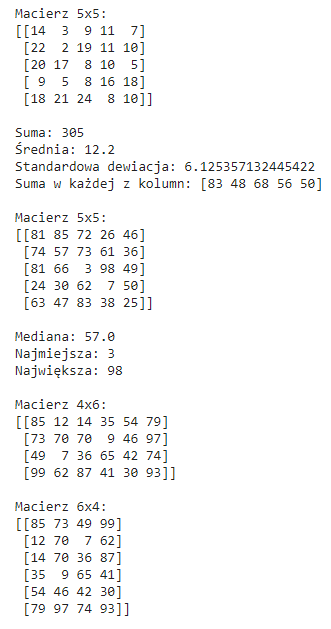 Macierz 5x5:
[[14  3  9 11  7]
 [22  2 19 11 10]
 [20 17  8 10  5]
 [ 9  5  8 16 18]
 [18 21 24  8 10]]

Suma: 305
Średnia: 12.2
Standardowa dewiacja: 6.125357132445422
Suma w każdej z kolumn: [83 48 68 56 50]

Macierz 5x5:
[[81 85 72 26 46]
 [74 57 73 61 36]
 [81 66  3 98 49]
 [24 30 62  7 50]
 [63 47 83 38 25]]

Mediana: 57.0
Najmiejsza: 3
Największa: 98

Macierz 4x6:
[[85 12 14 35 54 79]
 [73 70 70  9 46 97]
 [49  7 36 65 42 74]
 [99 62 87 41 30 93]]

Macierz 6x4:
[[85 73 49 99]
 [12 70  7 62]
 [14 70 36 87]
 [35  9 65 41]
 [54 46 42 30]
 [79 97 74 93]]